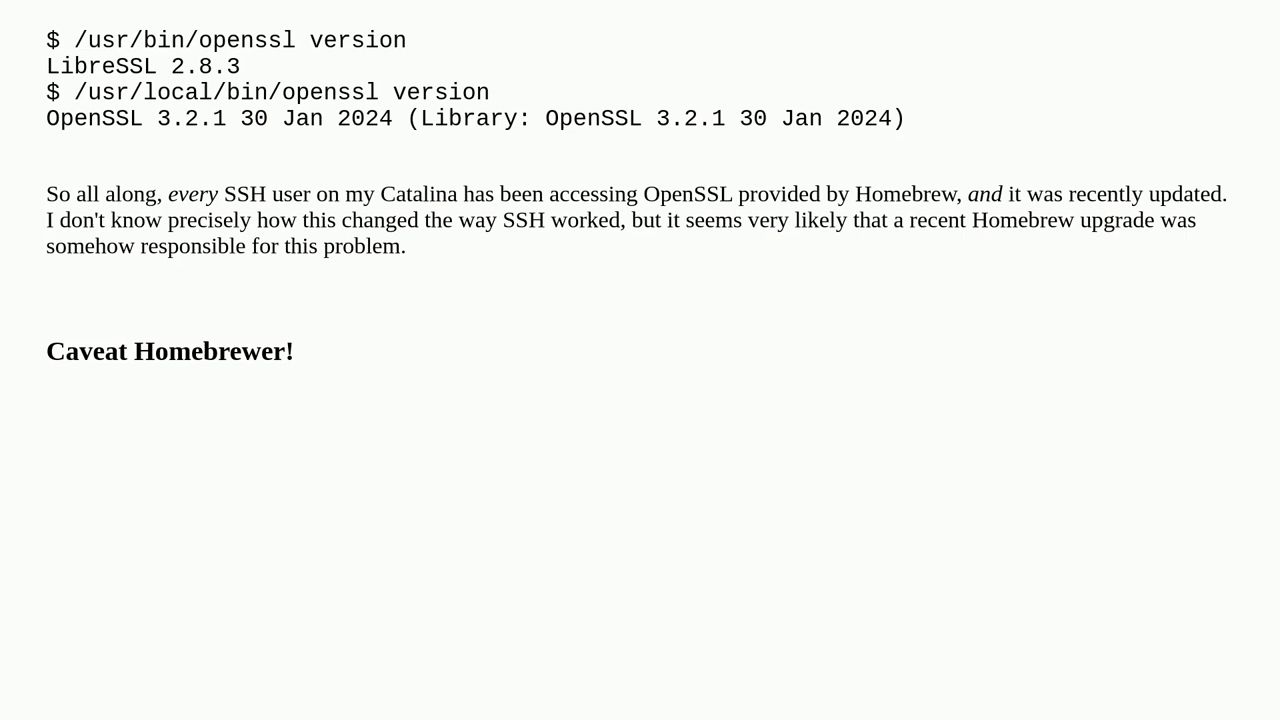 $ /usr/bin/openssl version
LibreSSL 2.8.3
$ /usr/local/bin/openssl version
OpenSSL 3.2.1 30 Jan 2024 (Library: OpenSSL 3.2.1 30 Jan 2024)
So all along, every SSH user on my Catalina has been accessing OpenSSL provided by Homebrew, and it was recently updated.
I don't know precisely how this changed the way SSH worked, but it seems very likely that a recent Homebrew upgrade was
somehow responsible for this problem.
Caveat Homebrewer!